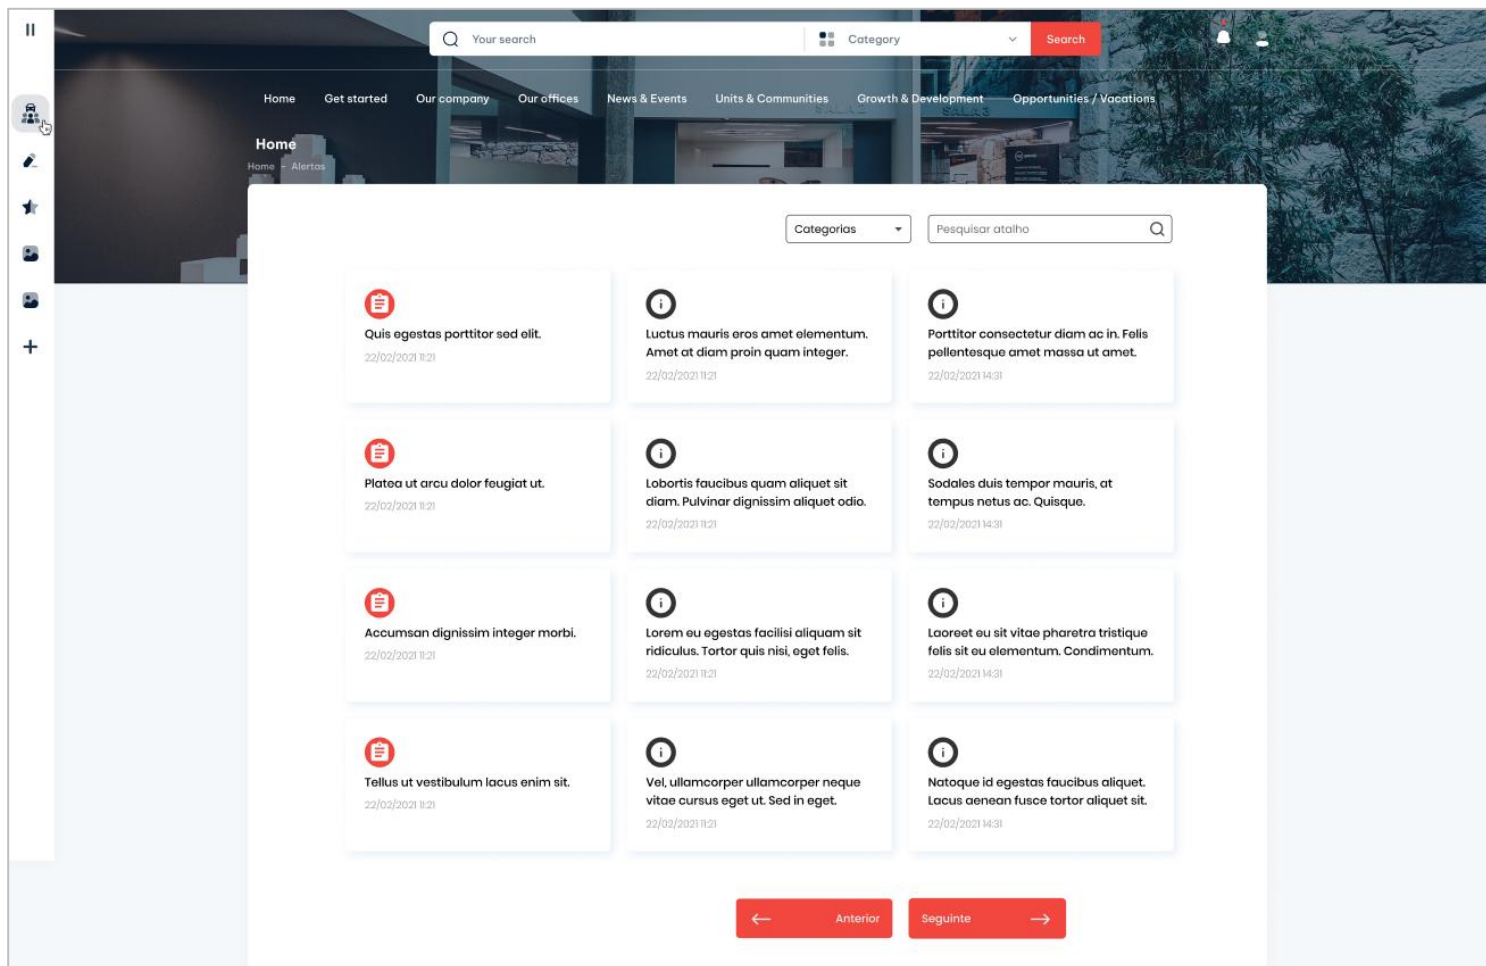 Your search
Category
Search
Home
Get started
Our company
Our offices
News & Events
Units & Communities
Growth & Development
Opportunities / Vacations
SALA 2
SALA 3
Home
Home - Alertas
Categorias
Pesquisar atalho
Quis egestas porttitor sed elit.
22/02/2021 11:21
Luctus mauris eros amet elementum.
Amet at diam proin quam integer.
22/02/2021 11:21
Porttitor consectetur diam ac in. Felis
pellentesque amet massa ut amet.
22/02/2021 14:31
Platea ut arcu dolor feugiat ut.
22/02/2021 11:21
Lobortis faucibus quam aliquet sit
diam. Pulvinar dignissim aliquet odio.
22/02/2021 11:21
Sodales duis tempor mauris, at
tempus netus ac. Quisque.
22/02/2021 14:31
Accumsan dignissim integer morbi.
22/02/2021 11:21
Lorem eu egestas facilisi aliquam sit
ridiculus. Tortor quis nisi, eget felis.
22/02/2021 11:21
Laoreet eu sit vitae pharetra tristique
felis sit eu elementum. Condimentum.
22/02/2021 14:31
Tellus ut vestibulum lacus enim sit.
22/02/2021 11:21
Vel, ullamcorper ullamcorper neque
vitae cursus eget ut. Sed in eget.
22/02/2021 11:21
Natoque id egestas faucibus aliquet.
Lacus aenean fusce tortor aliquet sit.
22/02/2021 14:31
Anterior
Seguinte